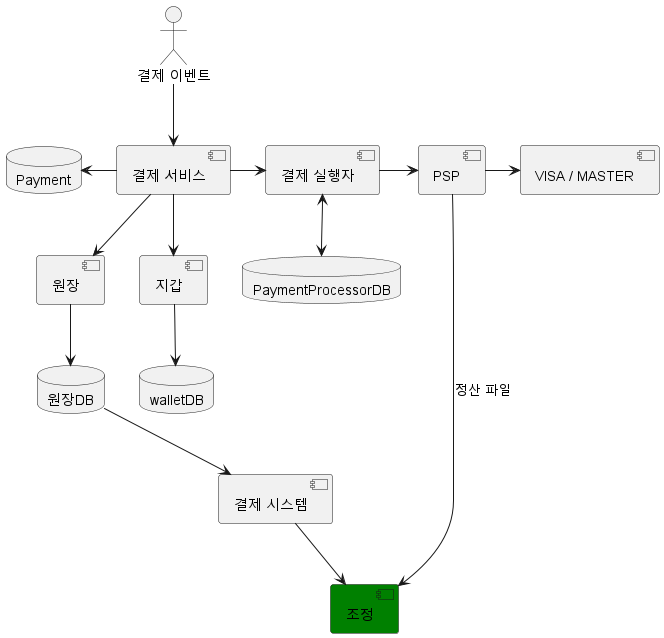 결제 이벤트
Payment
결제 서비스
결제 실행자
PSP
VISA / MASTER
원장
지갑
PaymentProcessorDB
원장DB
walletDB
정산 파일
결제 시스템
조정